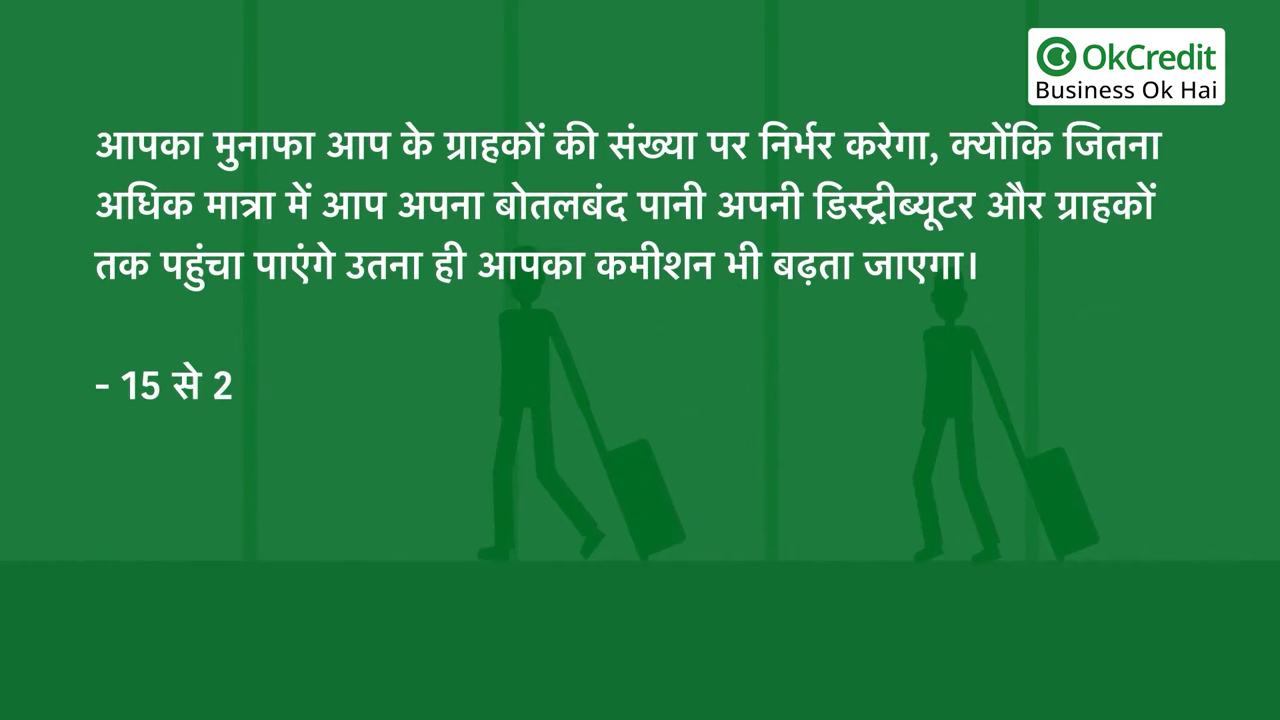 OkCredit
Business Ok Hai
आपका मुनाफा आप के ग्राहकों की संख्या पर निर्भर करेगा, क्योंकि जितना
अधिक मात्रा में आप अपना बोतलबंद पानी अपनी डिस्ट्रीब्यूटर और ग्राहकों
तक पहुंचा पाएंगे उतना ही आपका कमीशन भी बढ़ता जाएगा।
- 15 से 2